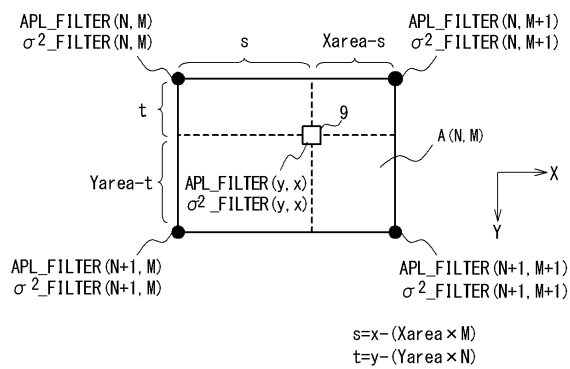 APL_FILTER(N,M)
σ²_FILTER(N,M)
APL_FILTER(N,M+1)
σ²_FILTER(N,M+1)
s
Xarea-s
t
9
A(N,M)
Yarea-t
APL_FILTER(y,x)
σ²_FILTER(y,x)
X
Y
APL_FILTER(N+1,M)
σ²_FILTER(N+1,M)
APL_FILTER(N+1,M+1)
σ²_FILTER(N+1,M+1)
s=x-(Xarea×M)
t=y-(Yarea×N)